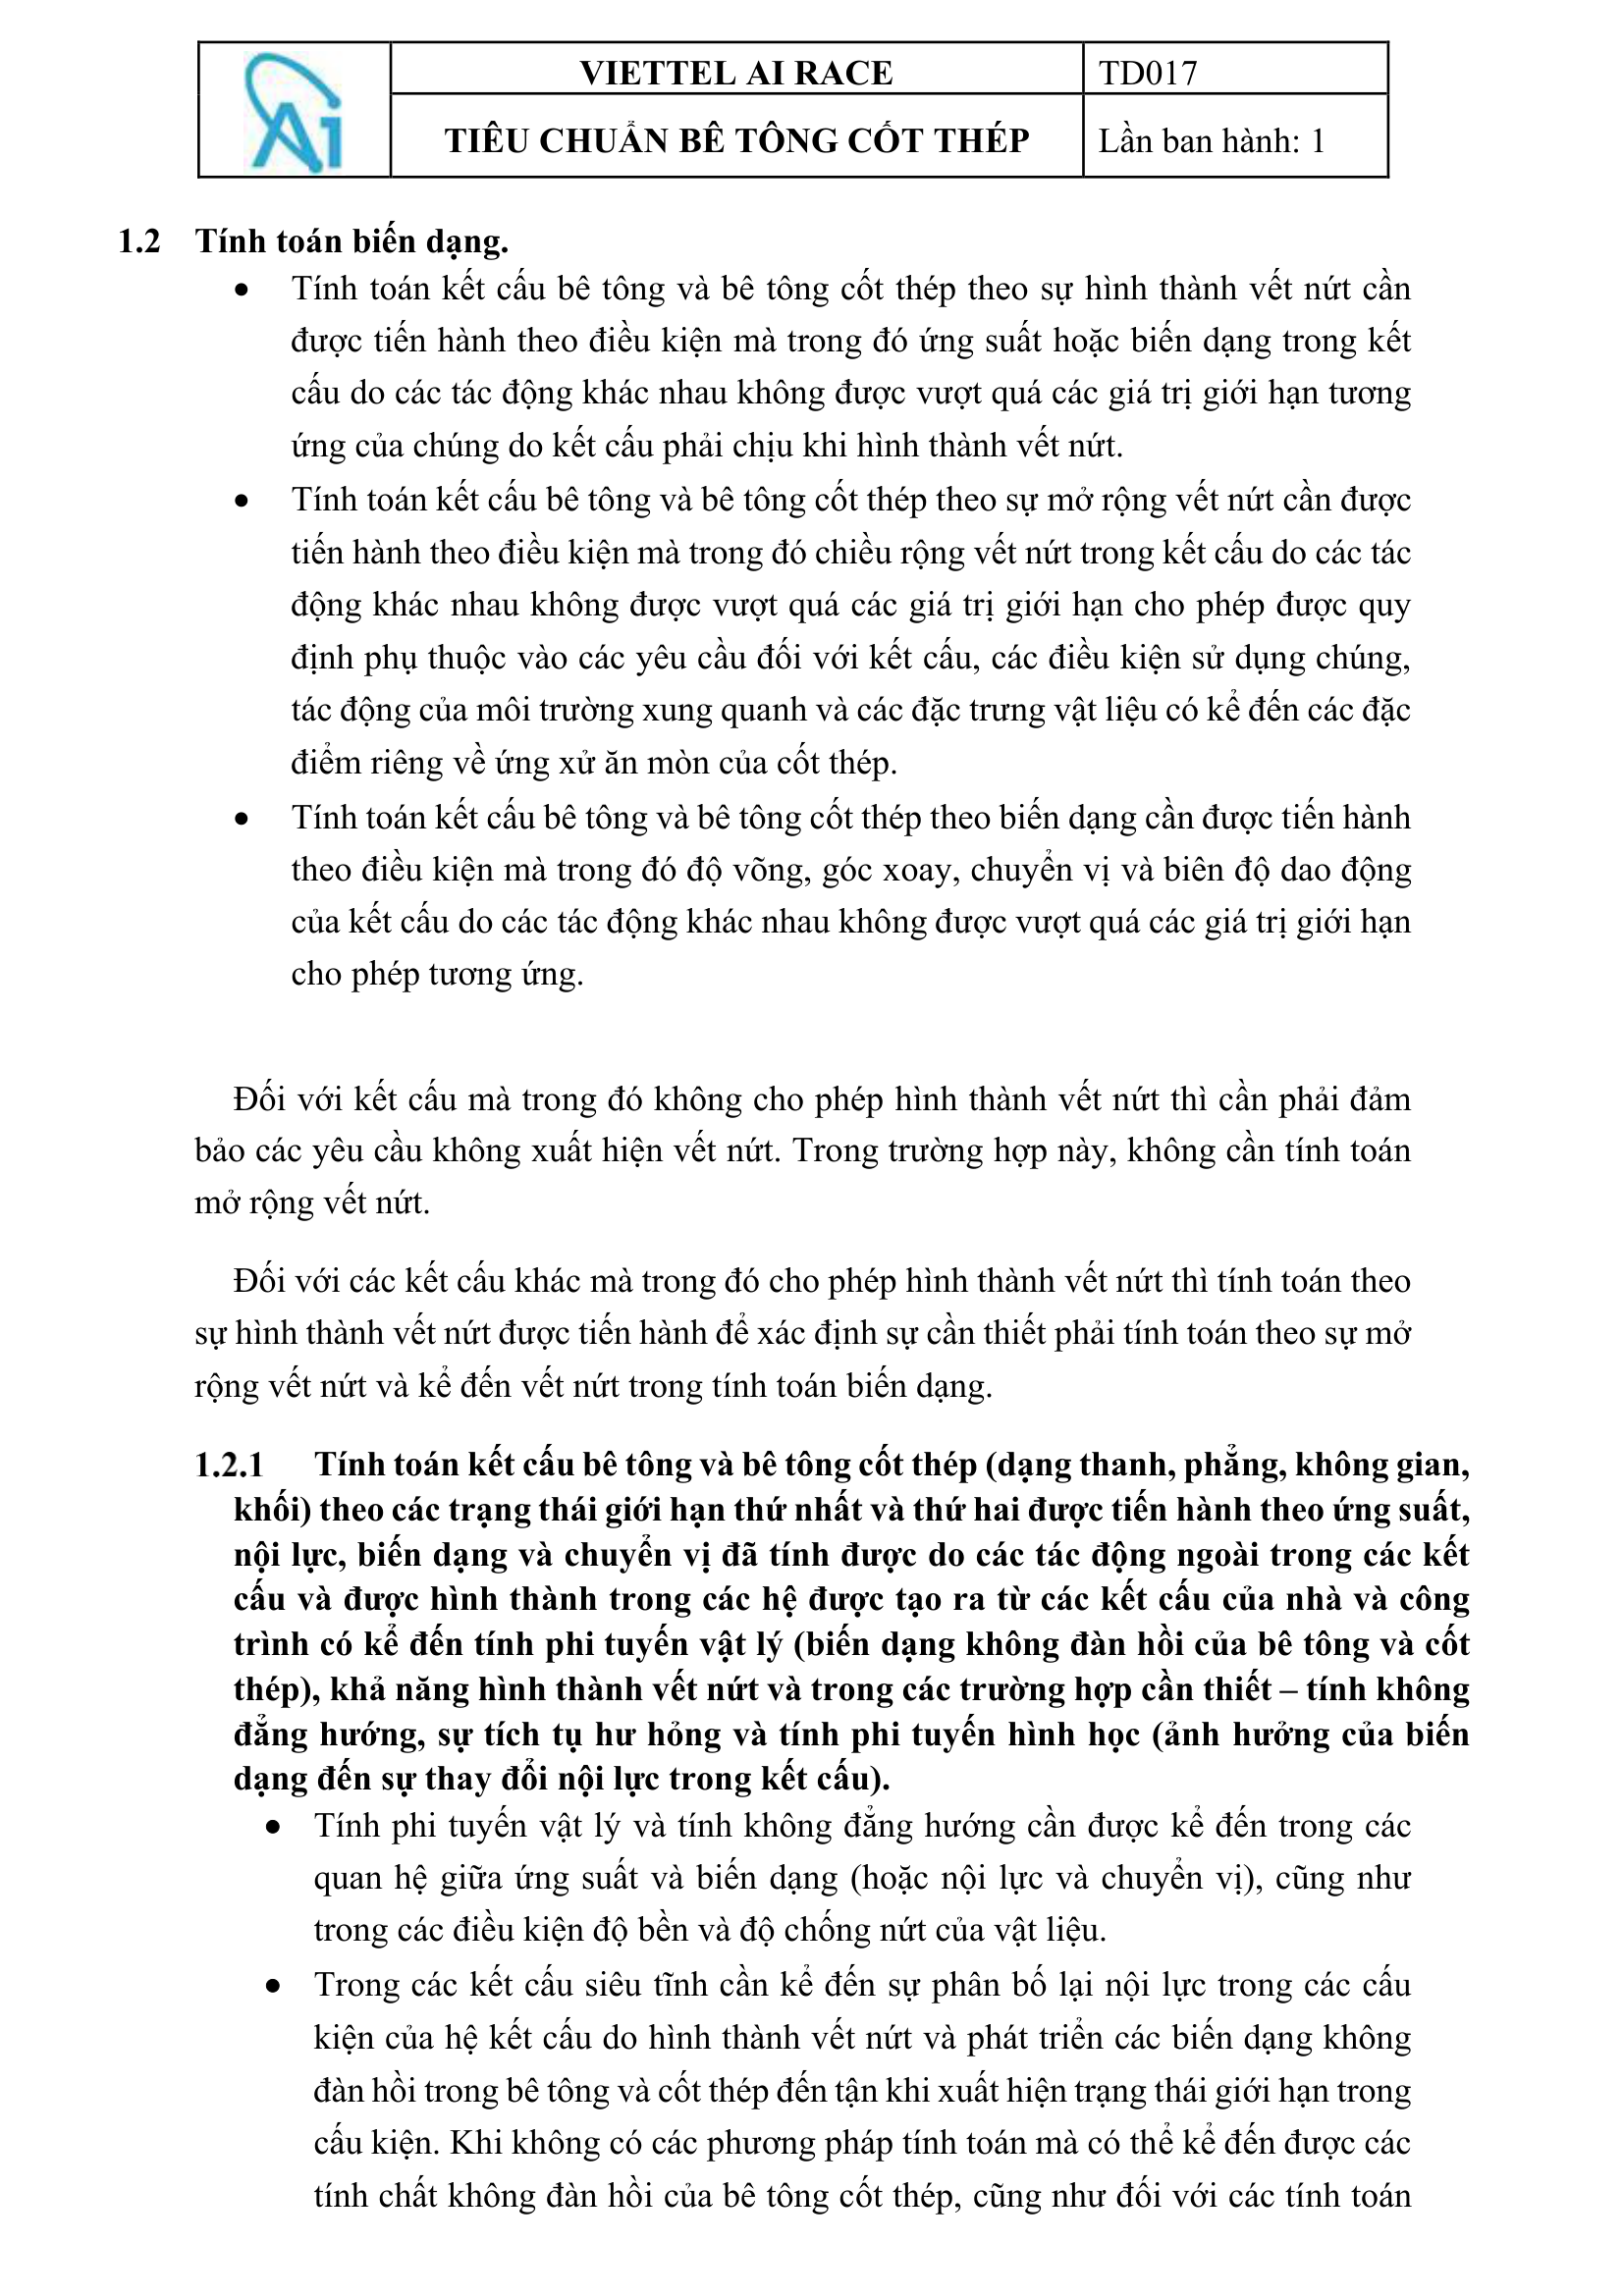 Ai
VIETTEL AI RACE
TD017
TIÊU CHUẨN BÊ TÔNG CỐT THÉP
Lần ban hành: 1
1.2 Tính toán biến dạng.
• Tính toán kết cấu bê tông và bê tông cốt thép theo sự hình thành vết nứt cần
được tiến hành theo điều kiện mà trong đó ứng suất hoặc biến dạng trong kết
cấu do các tác động khác nhau không được vượt quá các giá trị giới hạn tương
ứng của chúng do kết cấu phải chịu khi hình thành vết nứt.
• Tính toán kết cấu bê tông và bê tông cốt thép theo sự mở rộng vết nứt cần được
tiến hành theo điều kiện mà trong đó chiều rộng vết nứt trong kết cấu do các tác
động khác nhau không được vượt quá các giá trị giới hạn cho phép được quy
định phụ thuộc vào các yêu cầu đối với kết cấu, các điều kiện sử dụng chúng,
tác động của môi trường xung quanh và các đặc trưng vật liệu có kể đến các đặc
điểm riêng về ứng xử ăn mòn của cốt thép.
• Tính toán kết cấu bê tông và bê tông cốt thép theo biến dạng cần được tiến hành
theo điều kiện mà trong đó độ võng, góc xoay, chuyển vị và biên độ dao động
của kết cấu do các tác động khác nhau không được vượt quá các giá trị giới hạn
cho phép tương ứng.
Đối với kết cấu mà trong đó không cho phép hình thành vết nứt thì cần phải đảm
bảo các yêu cầu không xuất hiện vết nứt. Trong trường hợp này, không cần tính toán
mở rộng vết nứt.
Đối với các kết cấu khác mà trong đó cho phép hình thành vết nứt thì tính toán theo
sự hình thành vết nứt được tiến hành để xác định sự cần thiết phải tính toán theo sự mở
rộng vết nứt và kể đến vết nứt trong tính toán biến dạng.
1.2.1 Tính toán kết cấu bê tông và bê tông cốt thép (dạng thanh, phẳng, không gian,
khối) theo các trạng thái giới hạn thứ nhất và thứ hai được tiến hành theo ứng suất,
nội lực, biến dạng và chuyển vị đã tính được do các tác động ngoài trong các kết
cấu và được hình thành trong các hệ được tạo ra từ các kết cấu của nhà và công
trình có kể đến tính phi tuyến vật lý (biến dạng không đàn hồi của bê tông và cốt
thép), khả năng hình thành vết nứt và trong các trường hợp cần thiết – tính không
đẳng hướng, sự tích tụ hư hỏng và tính phi tuyến hình học (ảnh hưởng của biến
dạng đến sự thay đổi nội lực trong kết cấu).
• Tính phi tuyến vật lý và tính không đẳng hướng cần được kể đến trong các
quan hệ giữa ứng suất và biến dạng (hoặc nội lực và chuyển vị), cũng như
trong các điều kiện độ bền và độ chống nứt của vật liệu.
• Trong các kết cấu siêu tĩnh cần kể đến sự phân bố lại nội lực trong các cấu
kiện của hệ kết cấu do hình thành vết nứt và phát triển các biến dạng không
đàn hồi trong bê tông và cốt thép đến tận khi xuất hiện trạng thái giới hạn trong
cấu kiện. Khi không có các phương pháp tính toán mà có thể kể đến được các
tính chất không đàn hồi của bê tông cốt thép, cũng như đối với các tính toán